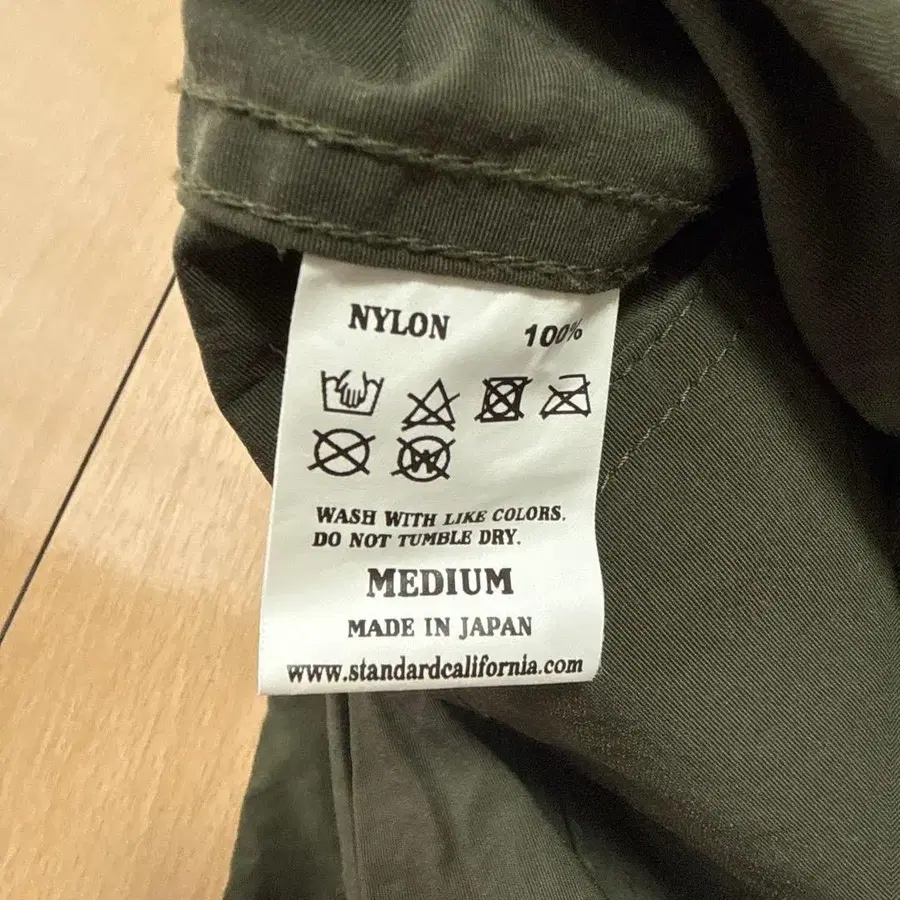 NYLON 100%
W
WASH WITH LIKE COLORS.
DO NOT TUMBLE DRY.
MEDIUM
MADE IN JAPAN
www.standardcalifornia.com